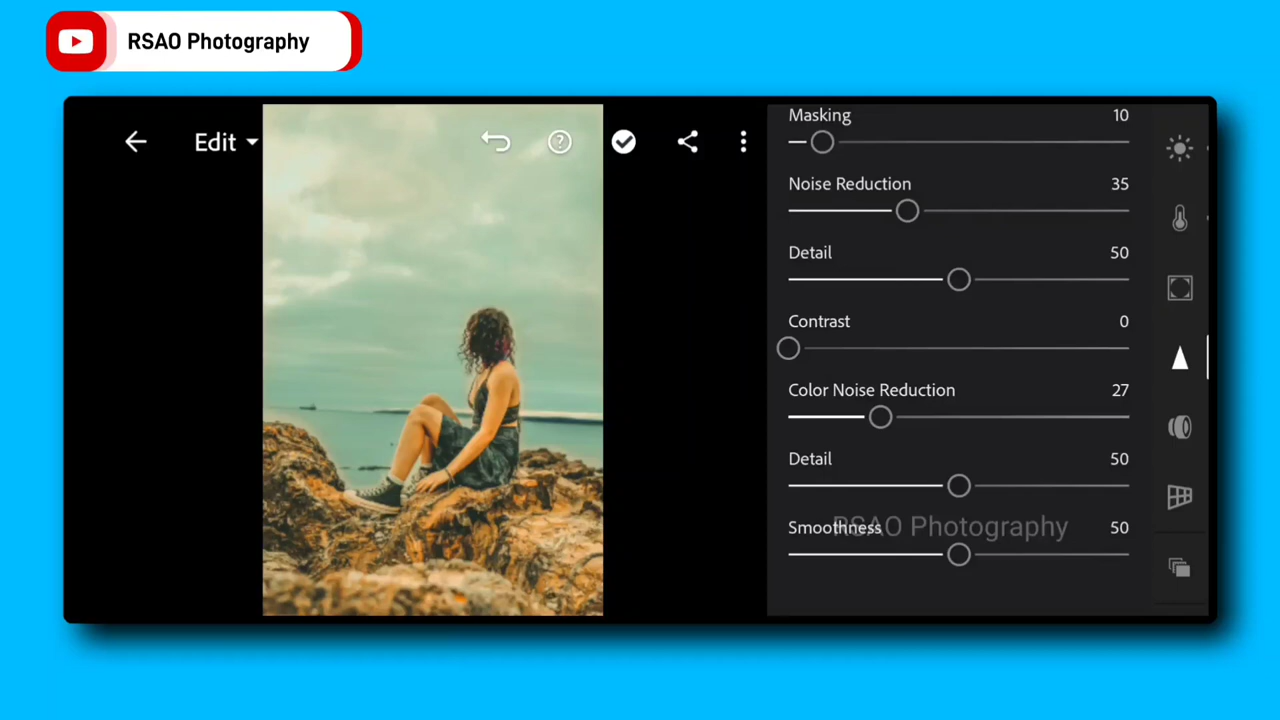 RSAO Photography
Edit
Masking 10
Noise Reduction 35
Detail 50
Contrast 0
Color Noise Reduction 27
Detail 50
Smoothness 50
RSAO Photography